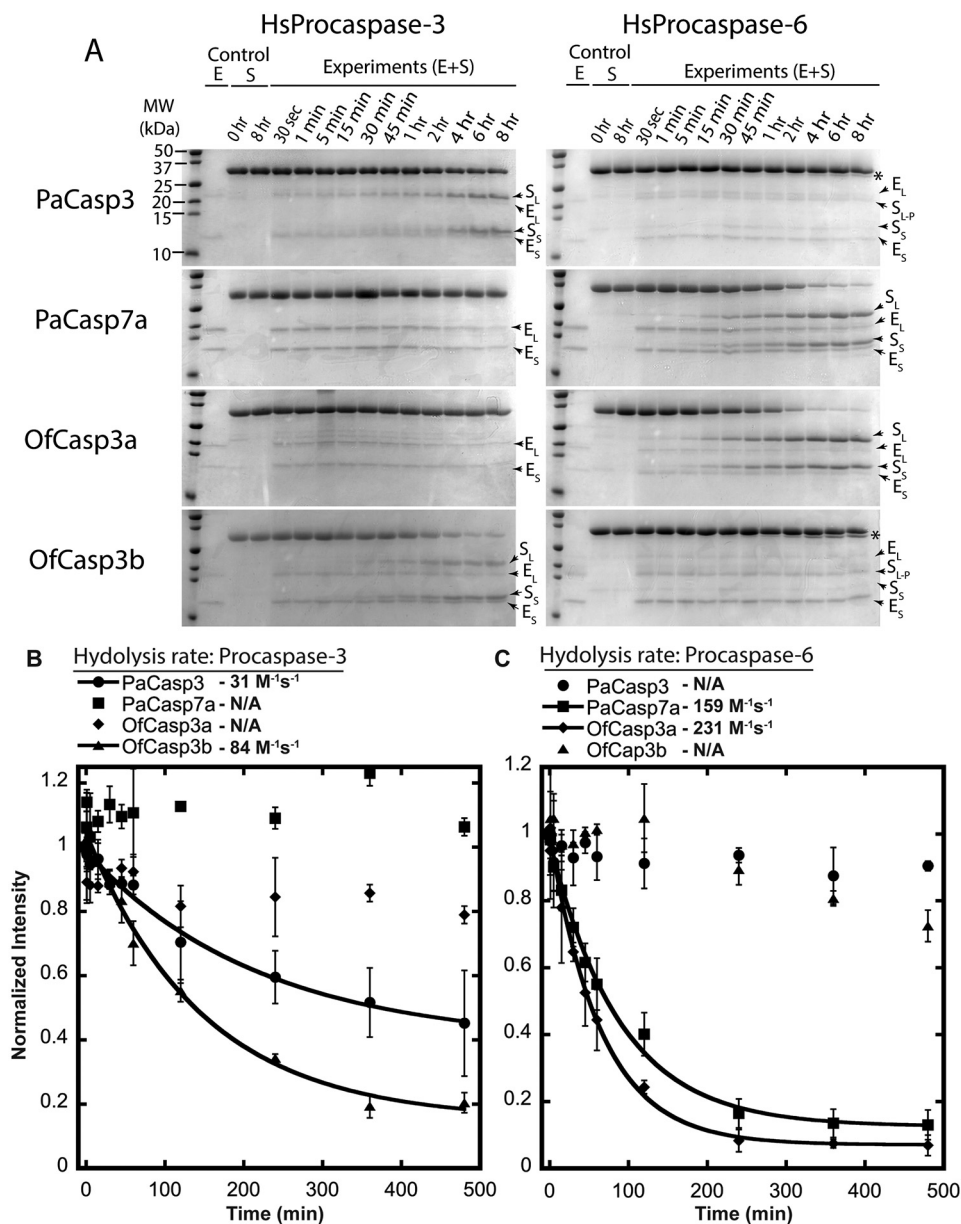 A
HsProcaspase-3
HsProcaspase-6
Control
E S
Experiments (E+S)
Control
E S
Experiments (E+S)
MW
(kDa)
0 hr 8 hr 30 sec 1 min 5 min 15 min 30 min 45 min 1 hr 2 hr 4 hr 6 hr 8 hr
0 hr 8 hr 30 sec 1 min 5 min 15 min 30 min 45 min 1 hr 2 hr 4 hr 6 hr 8 hr
50
37
25
20
15
10
PaCasp3
SL
EL
SS
ES
*
EL
SL-P
SS
ES
PaCasp7a
EL
ES
SL
EL
SS
ES
OfCasp3a
EL
ES
SL
EL
SS
ES
OfCasp3b
SL
EL
SS
ES
*
EL
SL-P
SS
ES
B
Hydolysis rate: Procaspase-3
PaCasp3 - 31 M⁻¹s⁻¹
PaCasp7a - N/A
OfCasp3a - N/A
OfCasp3b - 84 M⁻¹s⁻¹
1.2
1
0.8
0.6
0.4
0.2
0
Normalized Intensity
0 100 200 300 400 500
Time (min)
C
Hydolysis rate: Procaspase-6
PaCasp3 - N/A
PaCasp7a - 159 M⁻¹s⁻¹
OfCasp3a - 231 M⁻¹s⁻¹
OfCap3b - N/A
1.2
1
0.8
0.6
0.4
0.2
0
0 100 200 300 400 500
Time (min)